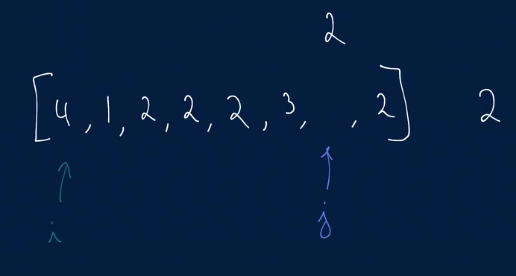 2
[4, 1, 2, 2, 2, 3, , 2] 2
i j